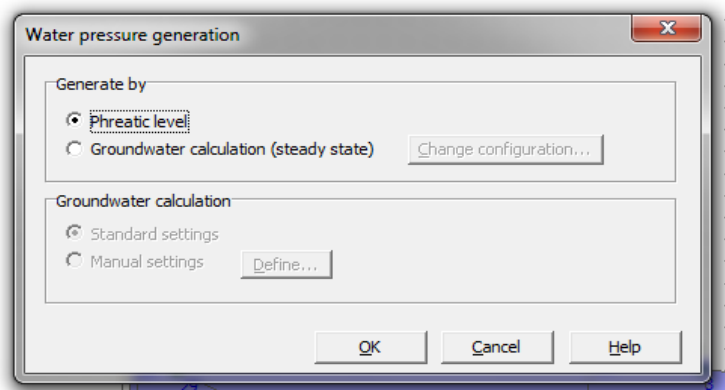 Water pressure generation
Generate by
Phreatic level
Groundwater calculation (steady state)
Change configuration...
Groundwater calculation
Standard settings
Manual settings
Define...
OK
Cancel
Help